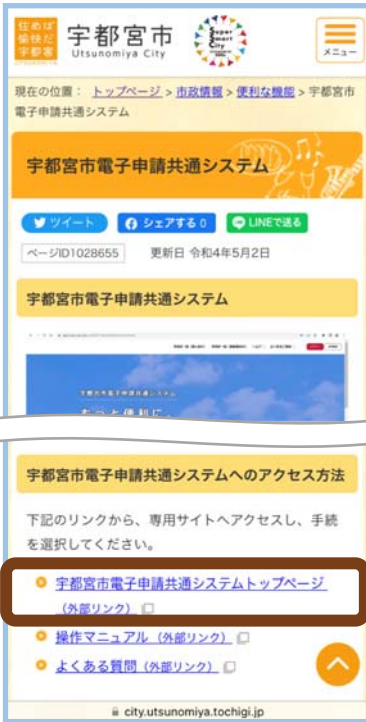 住めば
愉快だ
宇都宮
宇都宮市
Utsunomiya City
Super
Smart
City
メニュー
現在の位置： トップページ > 市政情報 > 便利な機能 > 宇都宮市
電子申請共通システム
宇都宮市電子申請共通システム
ツイート
シェアする 0
LINEで送る
ページID1028655
更新日 令和4年5月2日
宇都宮市電子申請共通システム
宇都宮市電子申請共通システム
もっと便利に、
宇都宮市電子申請共通システムへのアクセス方法
下記のリンクから、専用サイトへアクセスし、手続
を選択してください。
宇都宮市電子申請共通システムトップページ
（外部リンク）
操作マニュアル（外部リンク）
よくある質問（外部リンク）
city.utsunomiya.tochigi.jp